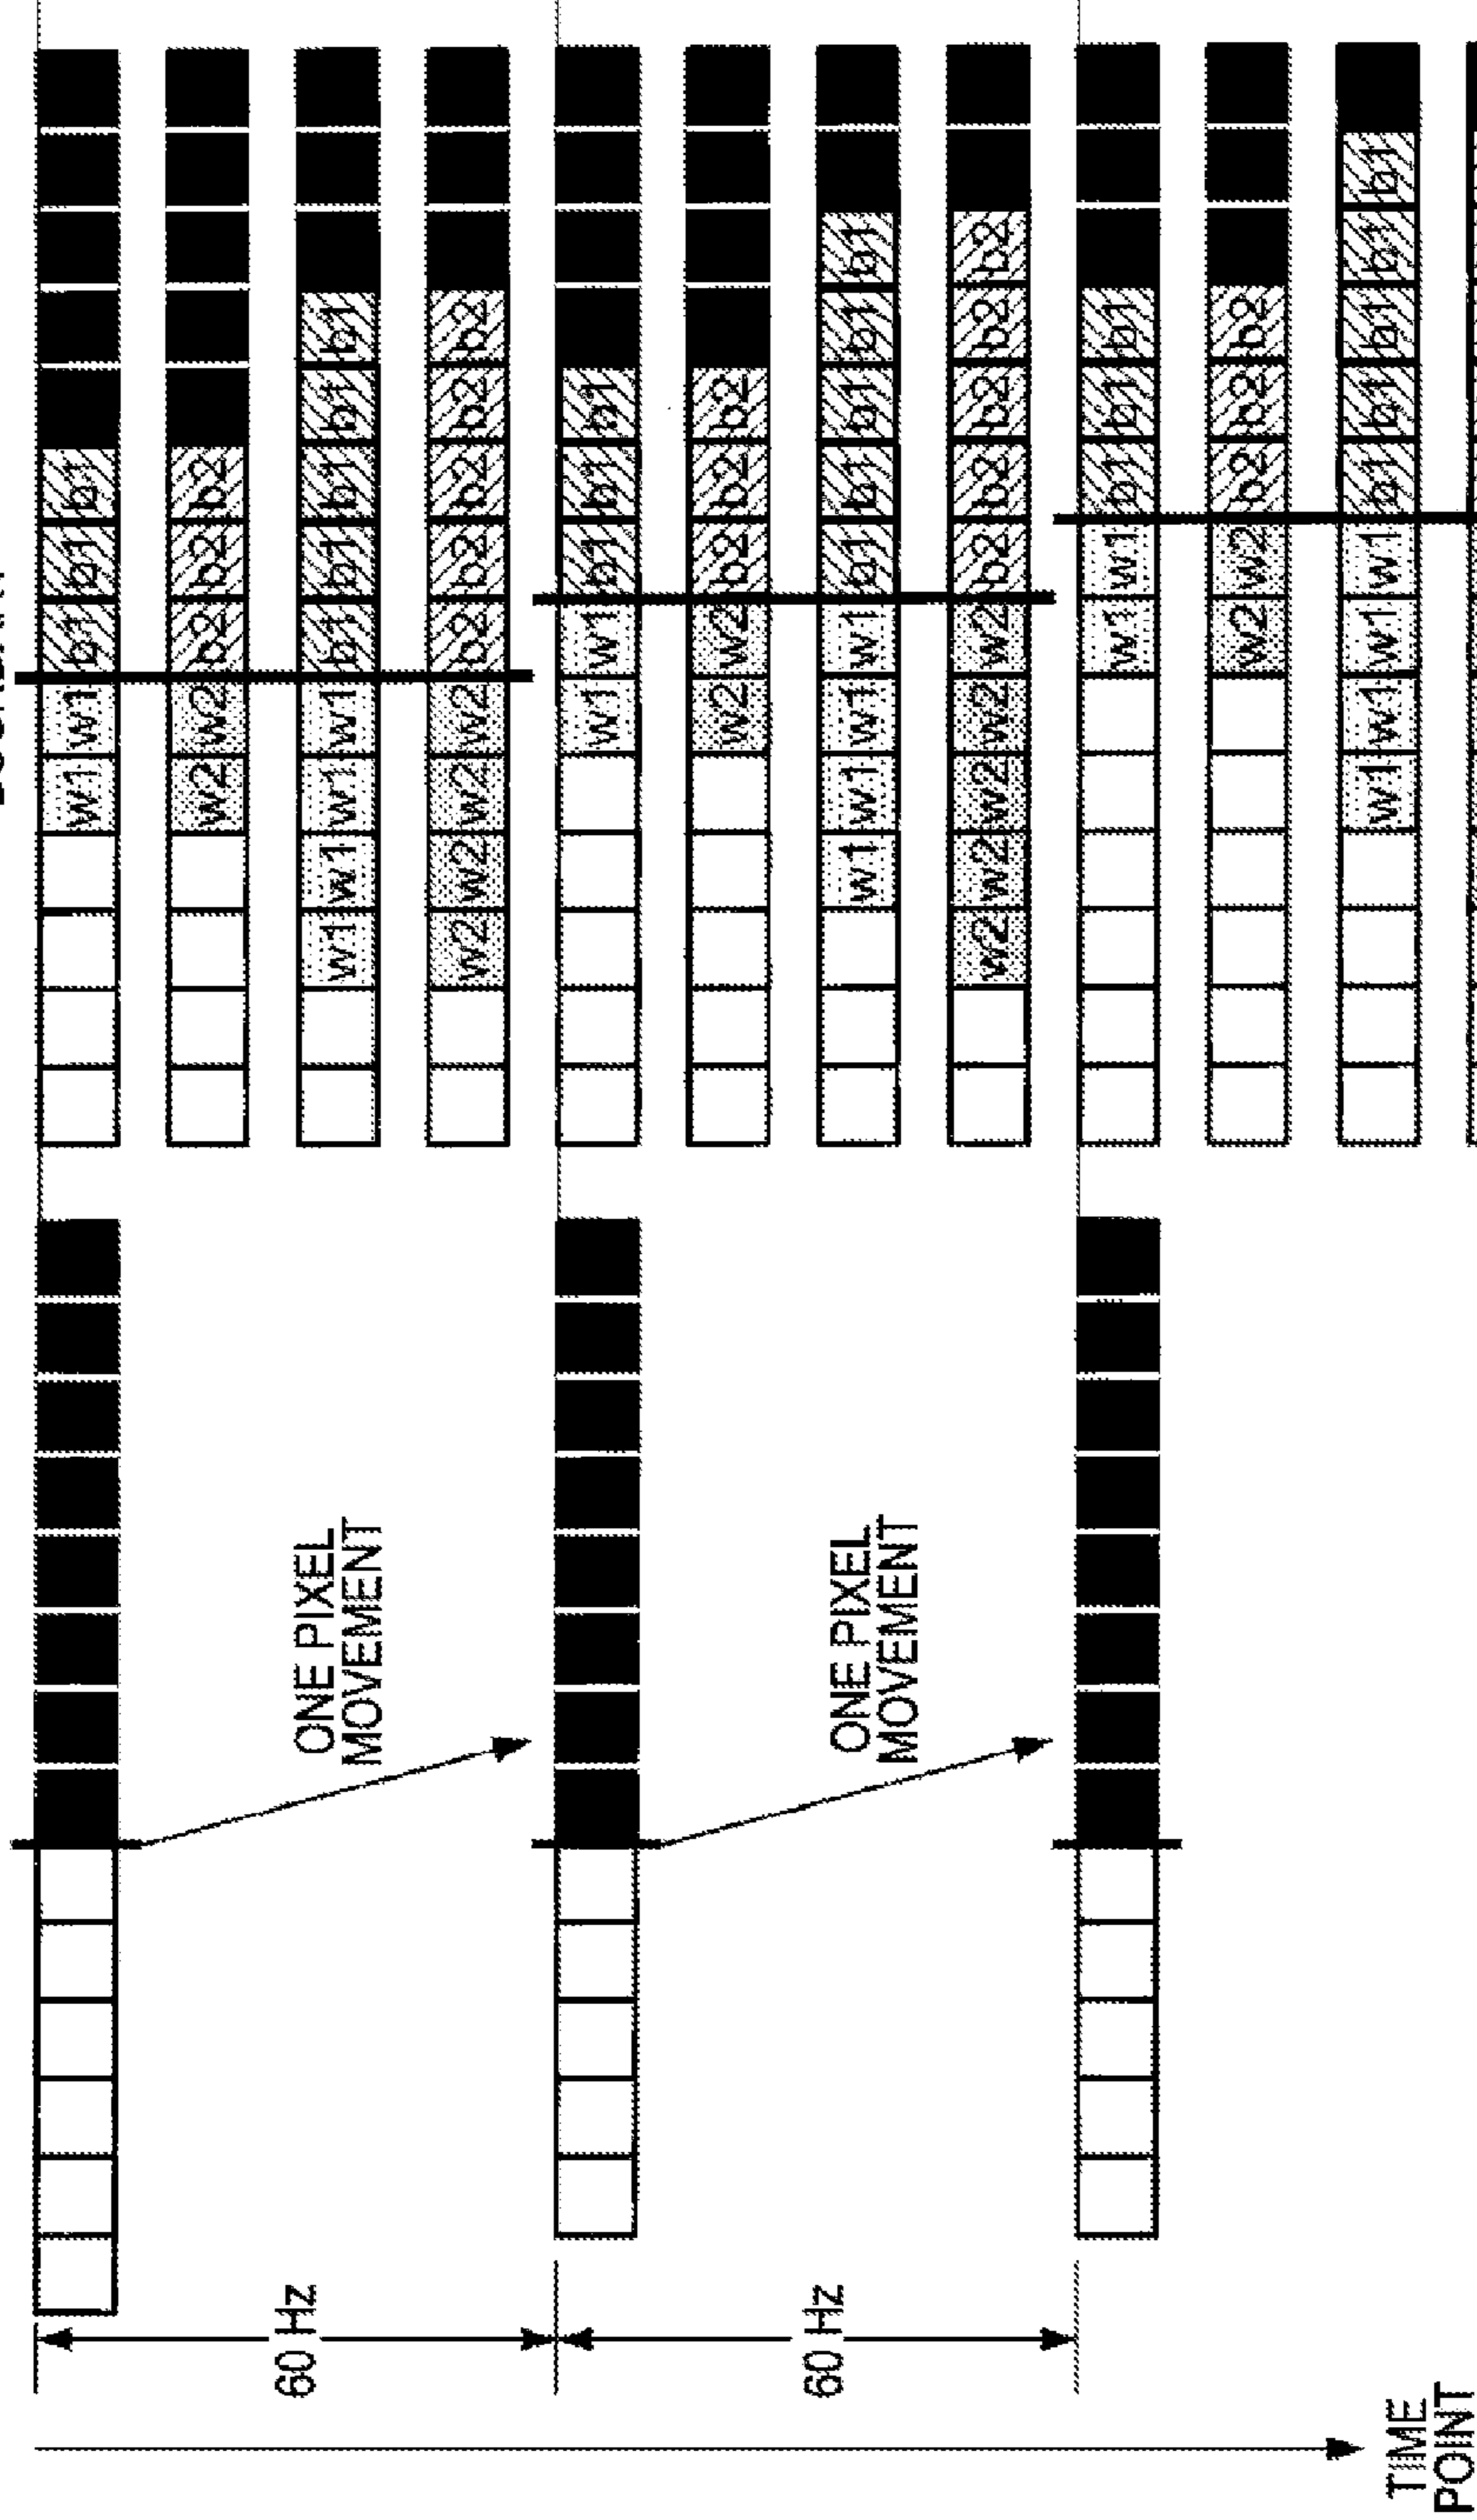 w1 w1 b1 b1 b1
w2 w2 b2 b2 b2
60 Hz
ONE PIXEL
MOVEMENT
w1 w1 w1 w1 b1 b1 b1 b1 b1
w2 w2 w2 w2 b2 b2 b2 b2 b2
w1 w1 b1 b1
w2 w2 b2 b2 b2
60 Hz
ONE PIXEL
MOVEMENT
w1 w1 w1 w1 b1 b1 b1 b1 b1
w2 w2 w2 w2 w2 b2 b2 b2 b2 b2
w1 w1 b1 b1 b1
w2 w2 b2 b2 b2
w1 w1 w1 w1 b1 b1 b1 b1 b1
TIME
POINT